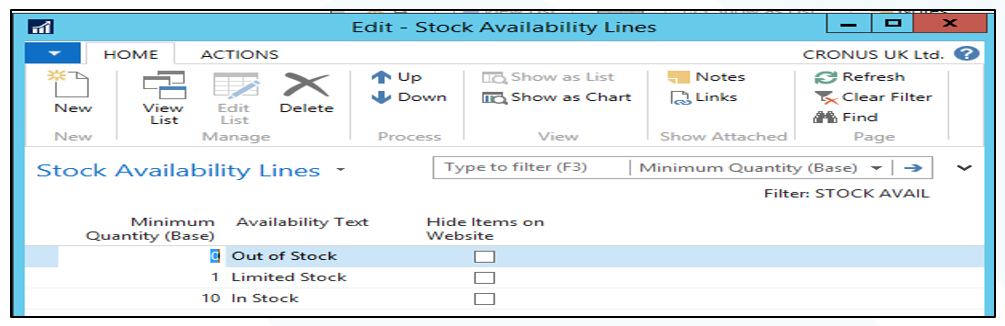 Edit - Stock Availability Lines
HOME ACTIONS CRONUS UK Ltd. ?
New View List Edit List Delete Up Down Show as List Show as Chart Notes Links Refresh Clear Filter Find
New Manage Process View Show Attached Page
Stock Availability Lines Type to filter (F3) Minimum Quantity (Base)
Filter: STOCK AVAIL
Minimum Quantity (Base) Availability Text Hide Items on Website
0 Out of Stock
1 Limited Stock
10 In Stock